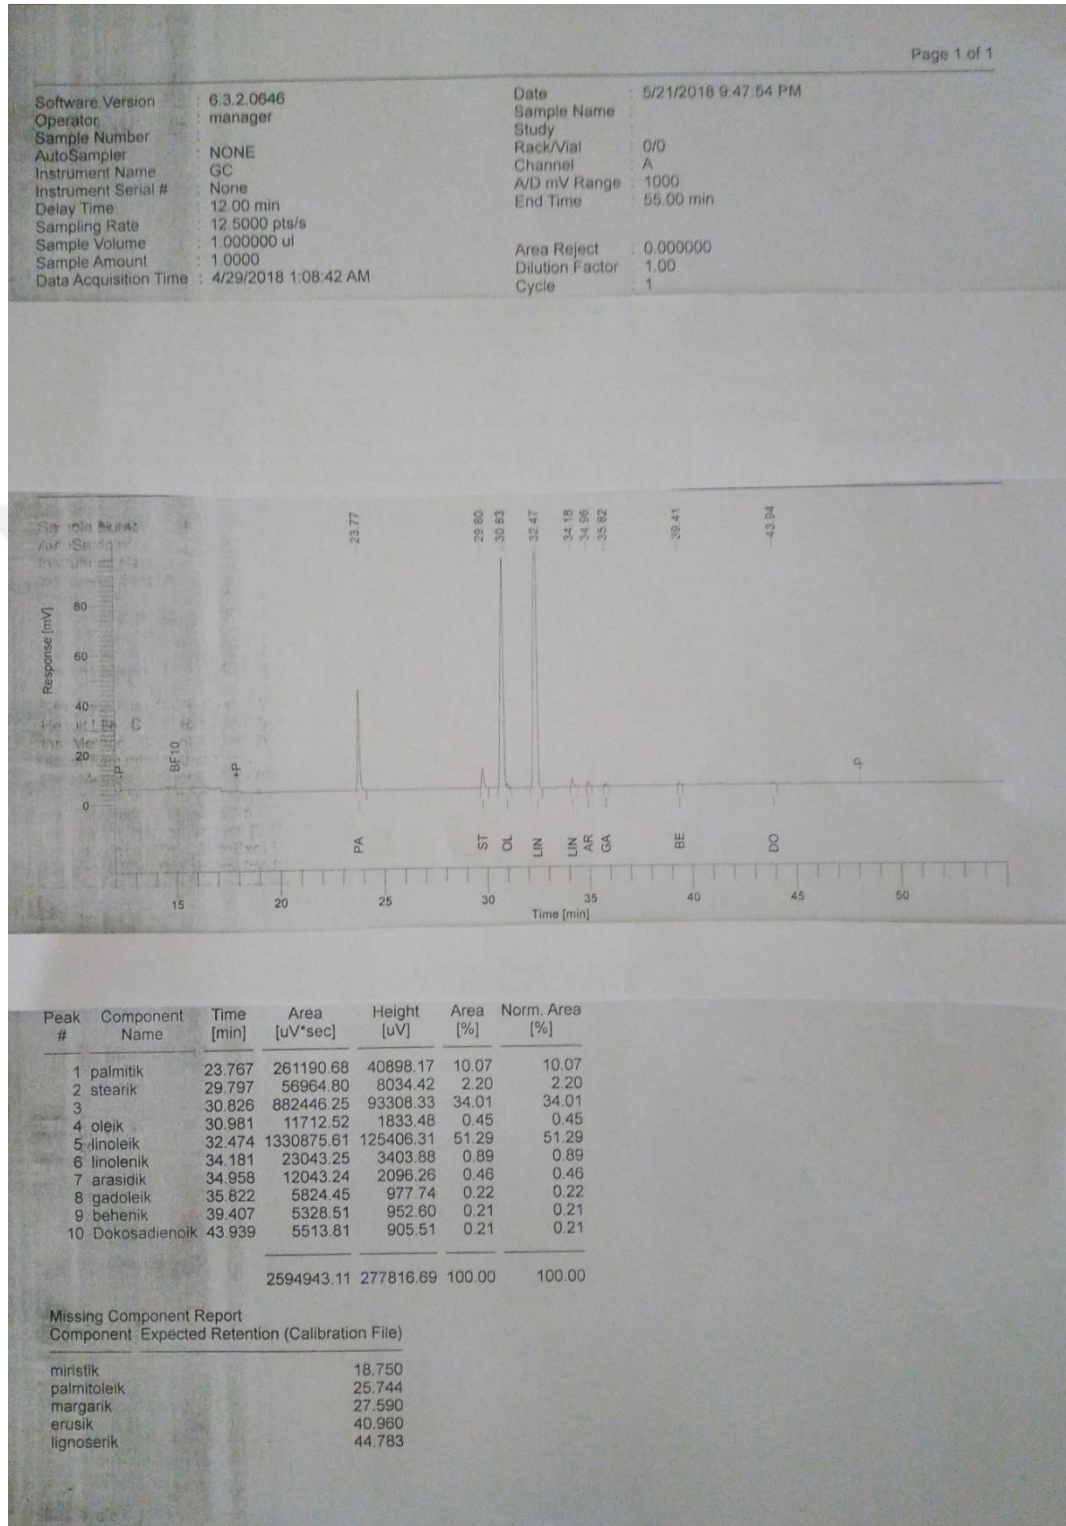 Page 1 of 1
Software Version : 6.3.2.0646
Operator : manager
Sample Number :
AutoSampler : NONE
Instrument Name : GC
Instrument Serial # : None
Delay Time : 12.00 min
Sampling Rate : 12.5000 pts/s
Sample Volume : 1.000000 ul
Sample Amount : 1.0000
Data Acquisition Time : 4/29/2018 1:08:42 AM
Date : 5/21/2018 9:47:54 PM
Sample Name :
Study :
Rack/Vial : 0/0
Channel : A
A/D mV Range : 1000
End Time : 55.00 min
Area Reject : 0.000000
Dilution Factor : 1.00
Cycle : 1
23.77 29.80 30.83 32.47 34.18 34.96 35.82 39.41 43.94
Response [mV]
80
60
40
20
0
-P BF10 +P -P
PA ST OL LIN LIN AR GA BE DO
15 20 25 30 35 40 45 50
Time [min]
Peak Component Time Area Height Area Norm. Area
# Name [min] [uV*sec] [uV] [%] [%]
1 palmitik 23.767 261190.68 40898.17 10.07 10.07
2 stearik 29.797 56964.80 8034.42 2.20 2.20
3 30.826 882446.25 93308.33 34.01 34.01
4 oleik 30.981 11712.52 1833.48 0.45 0.45
5 linoleik 32.474 1330875.61 125406.31 51.29 51.29
6 linolenik 34.181 23043.25 3403.88 0.89 0.89
7 arasidik 34.958 12043.24 2096.26 0.46 0.46
8 gadoleik 35.822 5824.45 977.74 0.22 0.22
9 behenik 39.407 5328.51 952.60 0.21 0.21
10 Dokosadienoik 43.939 5513.81 905.51 0.21 0.21
2594943.11 277816.69 100.00 100.00
Missing Component Report
Component Expected Retention (Calibration File)
miristik 18.750
palmitoleik 25.744
margarik 27.590
erusik 40.960
lignoserik 44.783